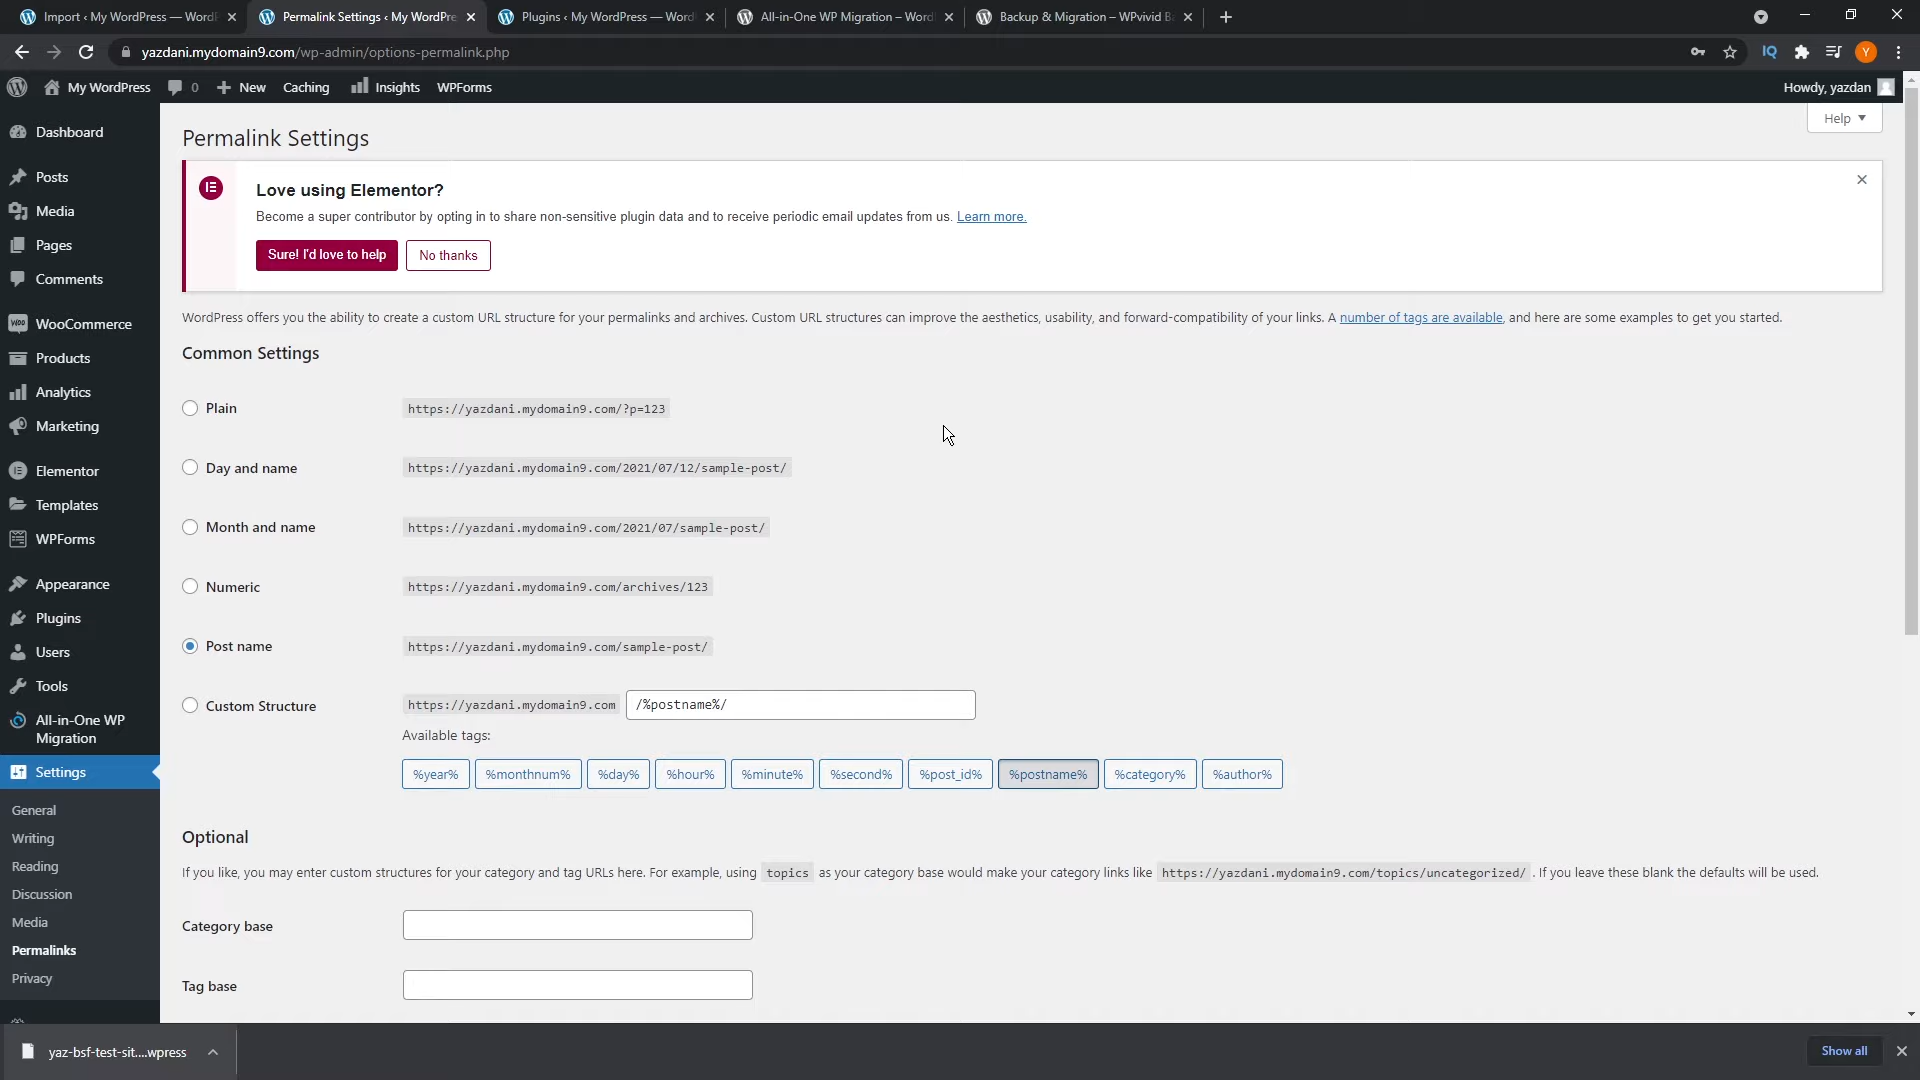 Import ‹ My WordPress — WordP
Permalink Settings ‹ My WordPre
Plugins ‹ My WordPress — Word
All-in-One WP Migration – Word
Backup & Migration – WPvivid B
yazdani.mydomain9.com/wp-admin/options-permalink.php
IQ
Y
My WordPress
0
New
Caching
Insights
WPForms
Howdy, yazdan
Dashboard
Posts
Media
Pages
Comments
WooCommerce
Products
Analytics
Marketing
Elementor
Templates
WPForms
Appearance
Plugins
Users
Tools
All-in-One WP
Migration
Settings
General
Writing
Reading
Discussion
Media
Permalinks
Privacy
Help
Permalink Settings
Love using Elementor?
Become a super contributor by opting in to share non-sensitive plugin data and to receive periodic email updates from us. Learn more.
Sure! I'd love to help
No thanks
WordPress offers you the ability to create a custom URL structure for your permalinks and archives. Custom URL structures can improve the aesthetics, usability, and forward-compatibility of your links. A number of tags are available, and here are some examples to get you started.
Common Settings
Plain https://yazdani.mydomain9.com/?p=123
Day and name https://yazdani.mydomain9.com/2021/07/12/sample-post/
Month and name https://yazdani.mydomain9.com/2021/07/sample-post/
Numeric https://yazdani.mydomain9.com/archives/123
Post name https://yazdani.mydomain9.com/sample-post/
Custom Structure https://yazdani.mydomain9.com /%postname%/
Available tags:
%year% %monthnum% %day% %hour% %minute% %second% %post_id% %postname% %category% %author%
Optional
If you like, you may enter custom structures for your category and tag URLs here. For example, using topics as your category base would make your category links like https://yazdani.mydomain9.com/topics/uncategorized/ . If you leave these blank the defaults will be used.
Category base
Tag base
yaz-bsf-test-sit....wpress
Show all